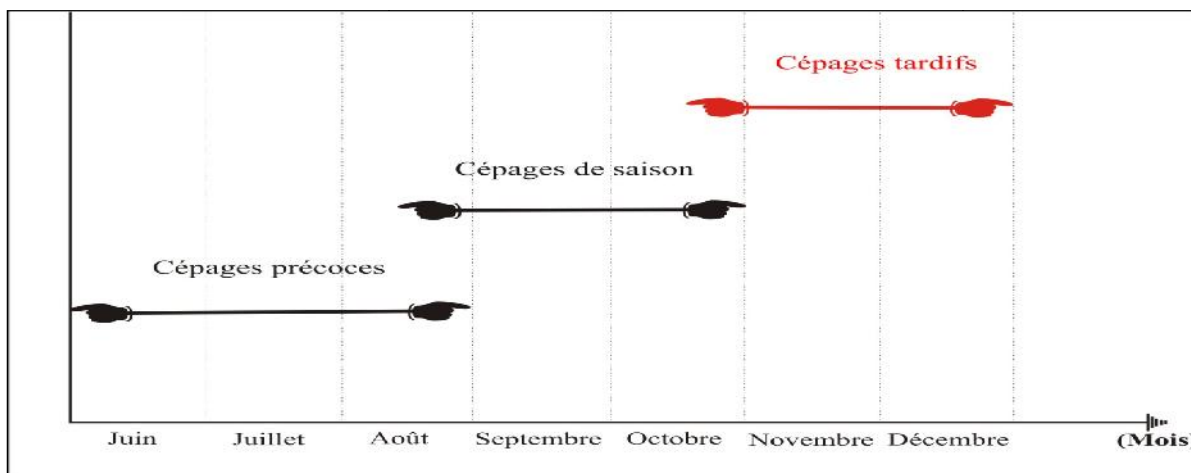 Cépages tardifs
Cépages de saison
Cépages précoces
Juin Juillet Août Septembre Octobre Novembre Décembre (Mois)